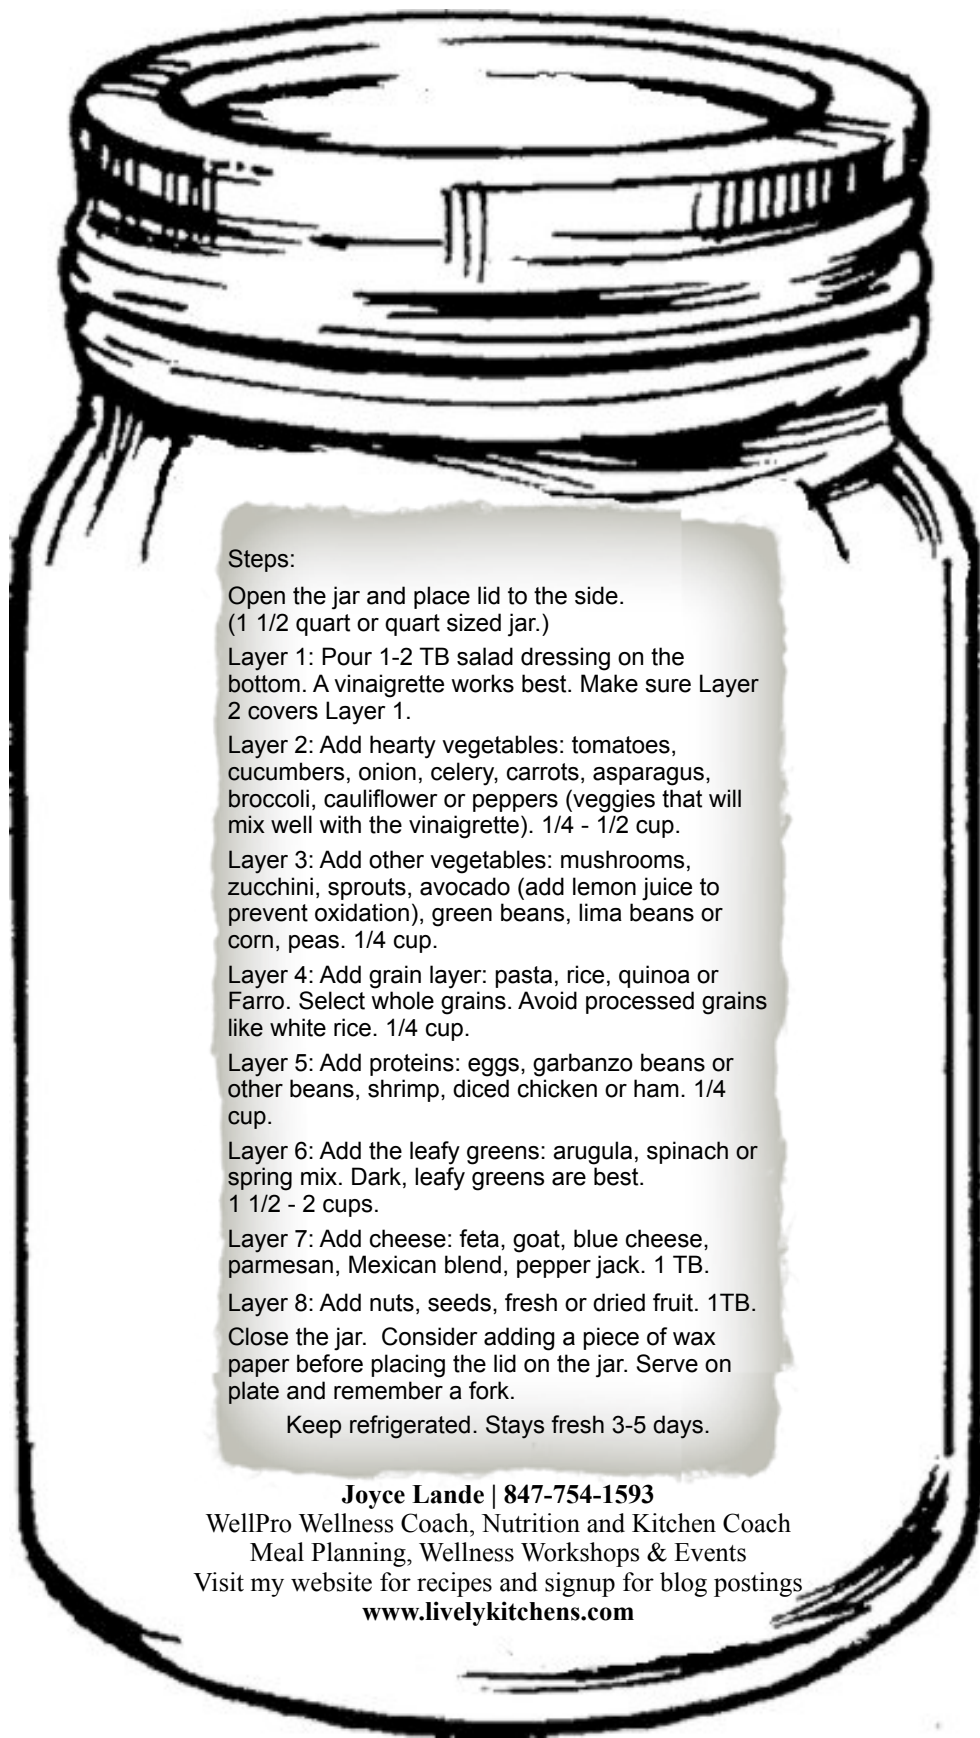 Steps:
Open the jar and place lid to the side.
(1 1/2 quart or quart sized jar.)
Layer 1: Pour 1-2 TB salad dressing on the
bottom. A vinaigrette works best. Make sure Layer
2 covers Layer 1.
Layer 2: Add hearty vegetables: tomatoes,
cucumbers, onion, celery, carrots, asparagus,
broccoli, cauliflower or peppers (veggies that will
mix well with the vinaigrette). 1/4 - 1/2 cup.
Layer 3: Add other vegetables: mushrooms,
zucchini, sprouts, avocado (add lemon juice to
prevent oxidation), green beans, lima beans or
corn, peas. 1/4 cup.
Layer 4: Add grain layer: pasta, rice, quinoa or
Farro. Select whole grains. Avoid processed grains
like white rice. 1/4 cup.
Layer 5: Add proteins: eggs, garbanzo beans or
other beans, shrimp, diced chicken or ham. 1/4
cup.
Layer 6: Add the leafy greens: arugula, spinach or
spring mix. Dark, leafy greens are best.
1 1/2 - 2 cups.
Layer 7: Add cheese: feta, goat, blue cheese,
parmesan, Mexican blend, pepper jack. 1 TB.
Layer 8: Add nuts, seeds, fresh or dried fruit. 1TB.
Close the jar.  Consider adding a piece of wax
paper before placing the lid on the jar. Serve on
plate and remember a fork.
Keep refrigerated. Stays fresh 3-5 days.
Joyce Lande | 847-754-1593
WellPro Wellness Coach, Nutrition and Kitchen Coach
Meal Planning, Wellness Workshops & Events
Visit my website for recipes and signup for blog postings
www.livelykitchens.com